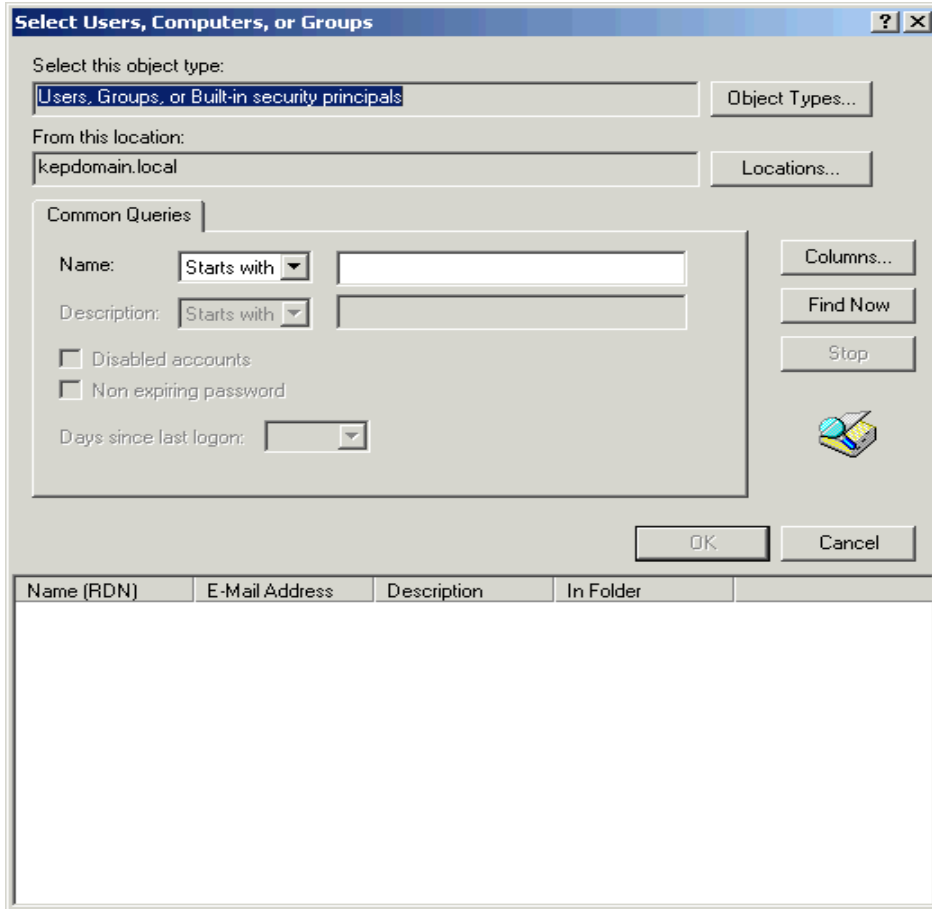 Select Users, Computers, or Groups
Select this object type:
Users, Groups, or Built-in security principals
Object Types...
From this location:
kepdomain.local
Locations...
Common Queries
Name:
Starts with
Columns...
Description:
Starts with
Find Now
Disabled accounts
Stop
Non expiring password
Days since last logon:
OK
Cancel
Name (RDN)
E-Mail Address
Description
In Folder